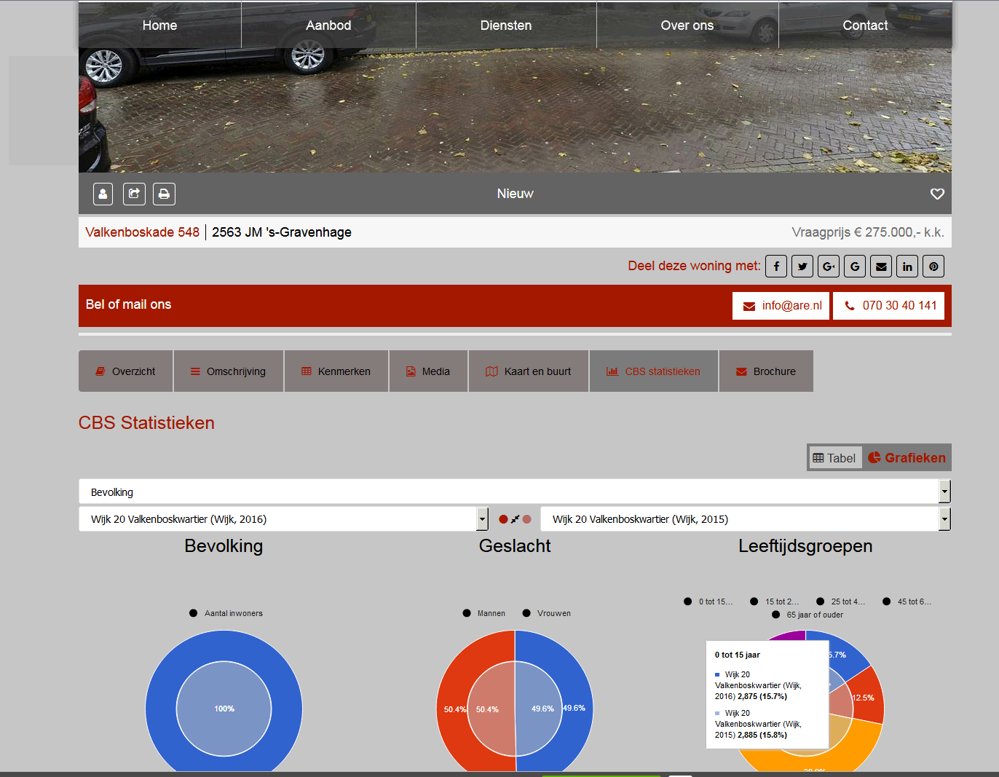 Home Aanbod Diensten Over ons Contact
Nieuw
Valkenboskade 548 2563 JM 's-Gravenhage Vraagprijs € 275.000,- k.k.
Deel deze woning met:
Bel of mail ons info@are.nl 070 30 40 141
Overzicht Omschrijving Kenmerken Media Kaart en buurt CBS statistieken Brochure
CBS Statistieken
Tabel Grafieken
Bevolking
Wijk 20 Valkenboskwartier (Wijk, 2016) Wijk 20 Valkenboskwartier (Wijk, 2015)
Bevolking Geslacht Leeftijdsgroepen
0 tot 15... 15 tot 2... 25 tot 4... 45 tot 6...
Aantal inwoners Mannen Vrouwen 65 jaar of ouder
0 tot 15 jaar
Wijk 20
Valkenboskwartier (Wijk,
2016) 2,875 (15.7%)
Wijk 20
Valkenboskwartier (Wijk,
2015) 2,885 (15.8%)
100% 50.4% 50.4% 49.6% 49.6% 12.5%